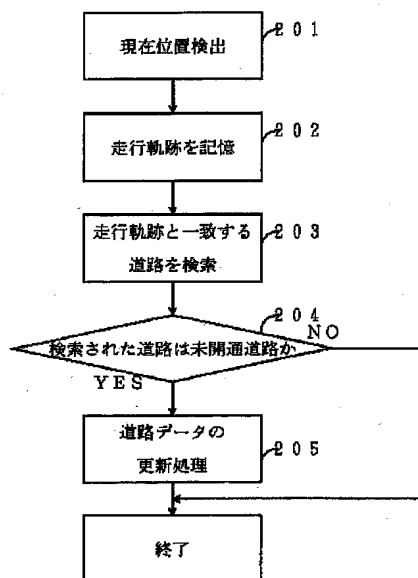 現在位置検出
201
走行軌跡を記憶
202
走行軌跡と一致する
道路を検索
203
204
検索された道路は未開通道路か
NO
YES
道路データの
更新処理
205
終了